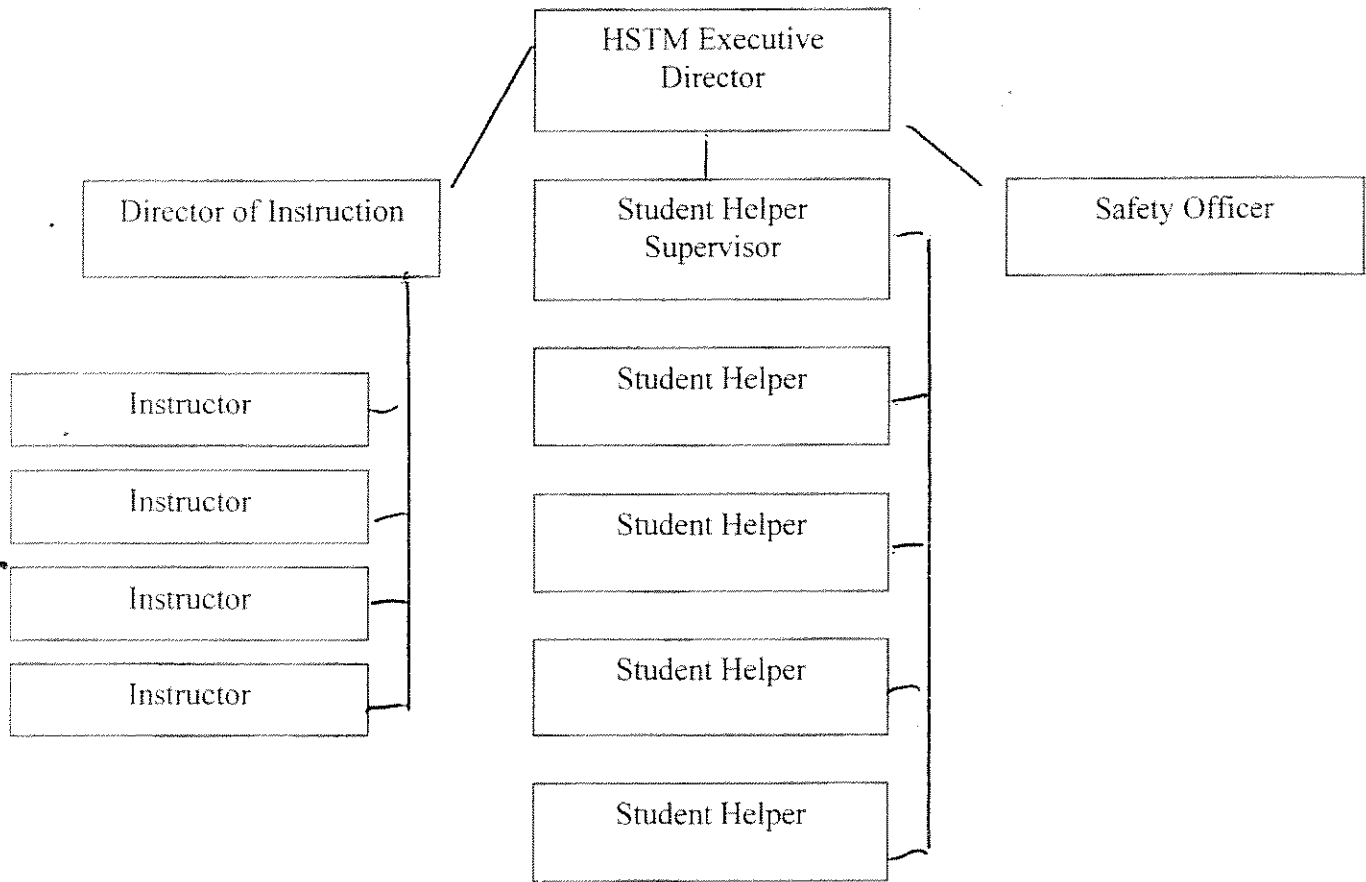 HSTM Executive
Director
Director of Instruction
Student Helper
Supervisor
Safety Officer
Instructor
Instructor
Instructor
Instructor
Student Helper
Student Helper
Student Helper
Student Helper